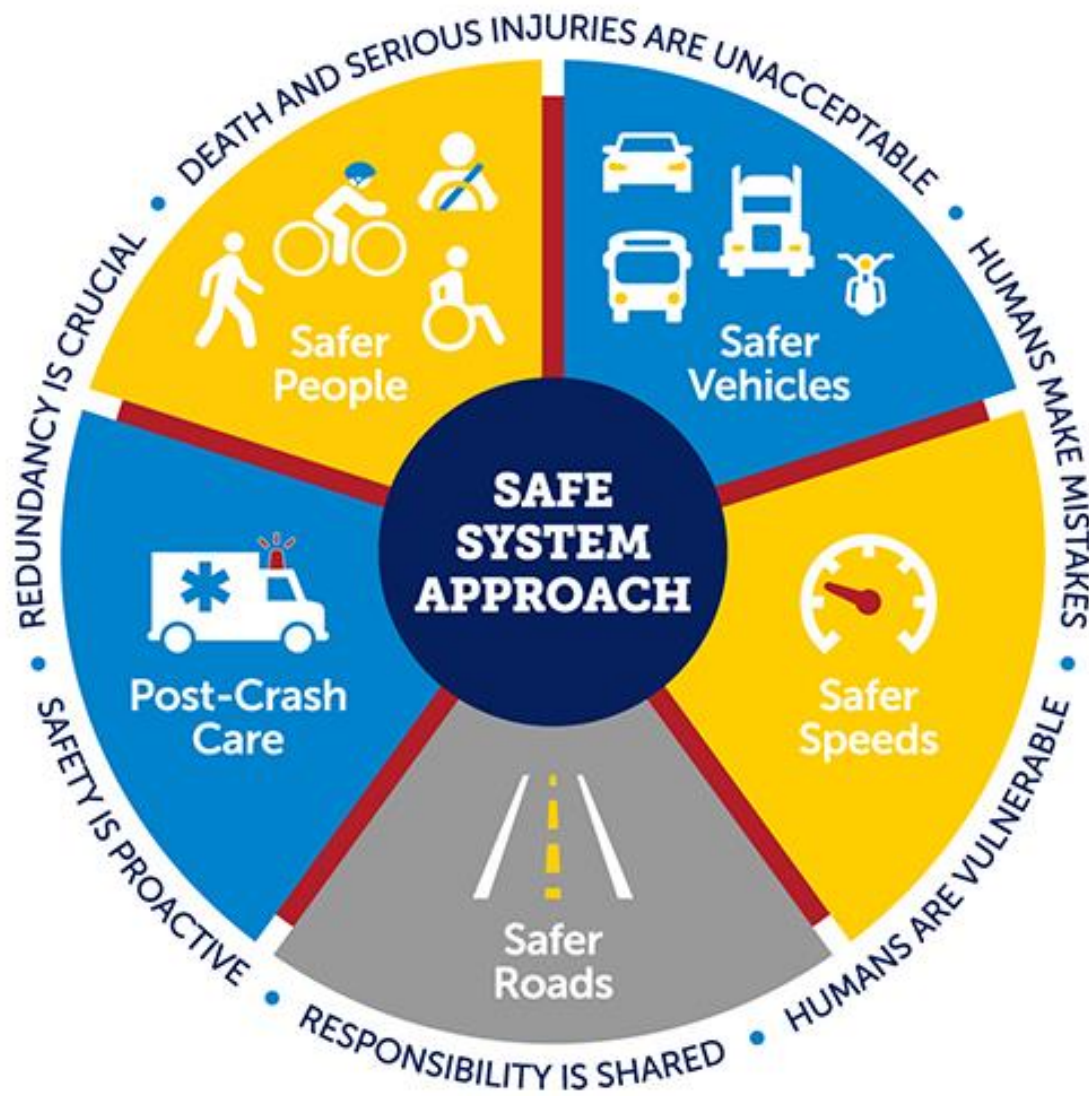 DEATH AND SERIOUS INJURIES ARE UNACCEPTABLE
HUMANS MAKE MISTAKES
HUMANS ARE VULNERABLE
RESPONSIBILITY IS SHARED
SAFETY IS PROACTIVE
REDUNDANCY IS CRUCIAL
Safer
People
Safer
Vehicles
SAFE
SYSTEM
APPROACH
Safer
Speeds
Safer
Roads
Post-Crash
Care